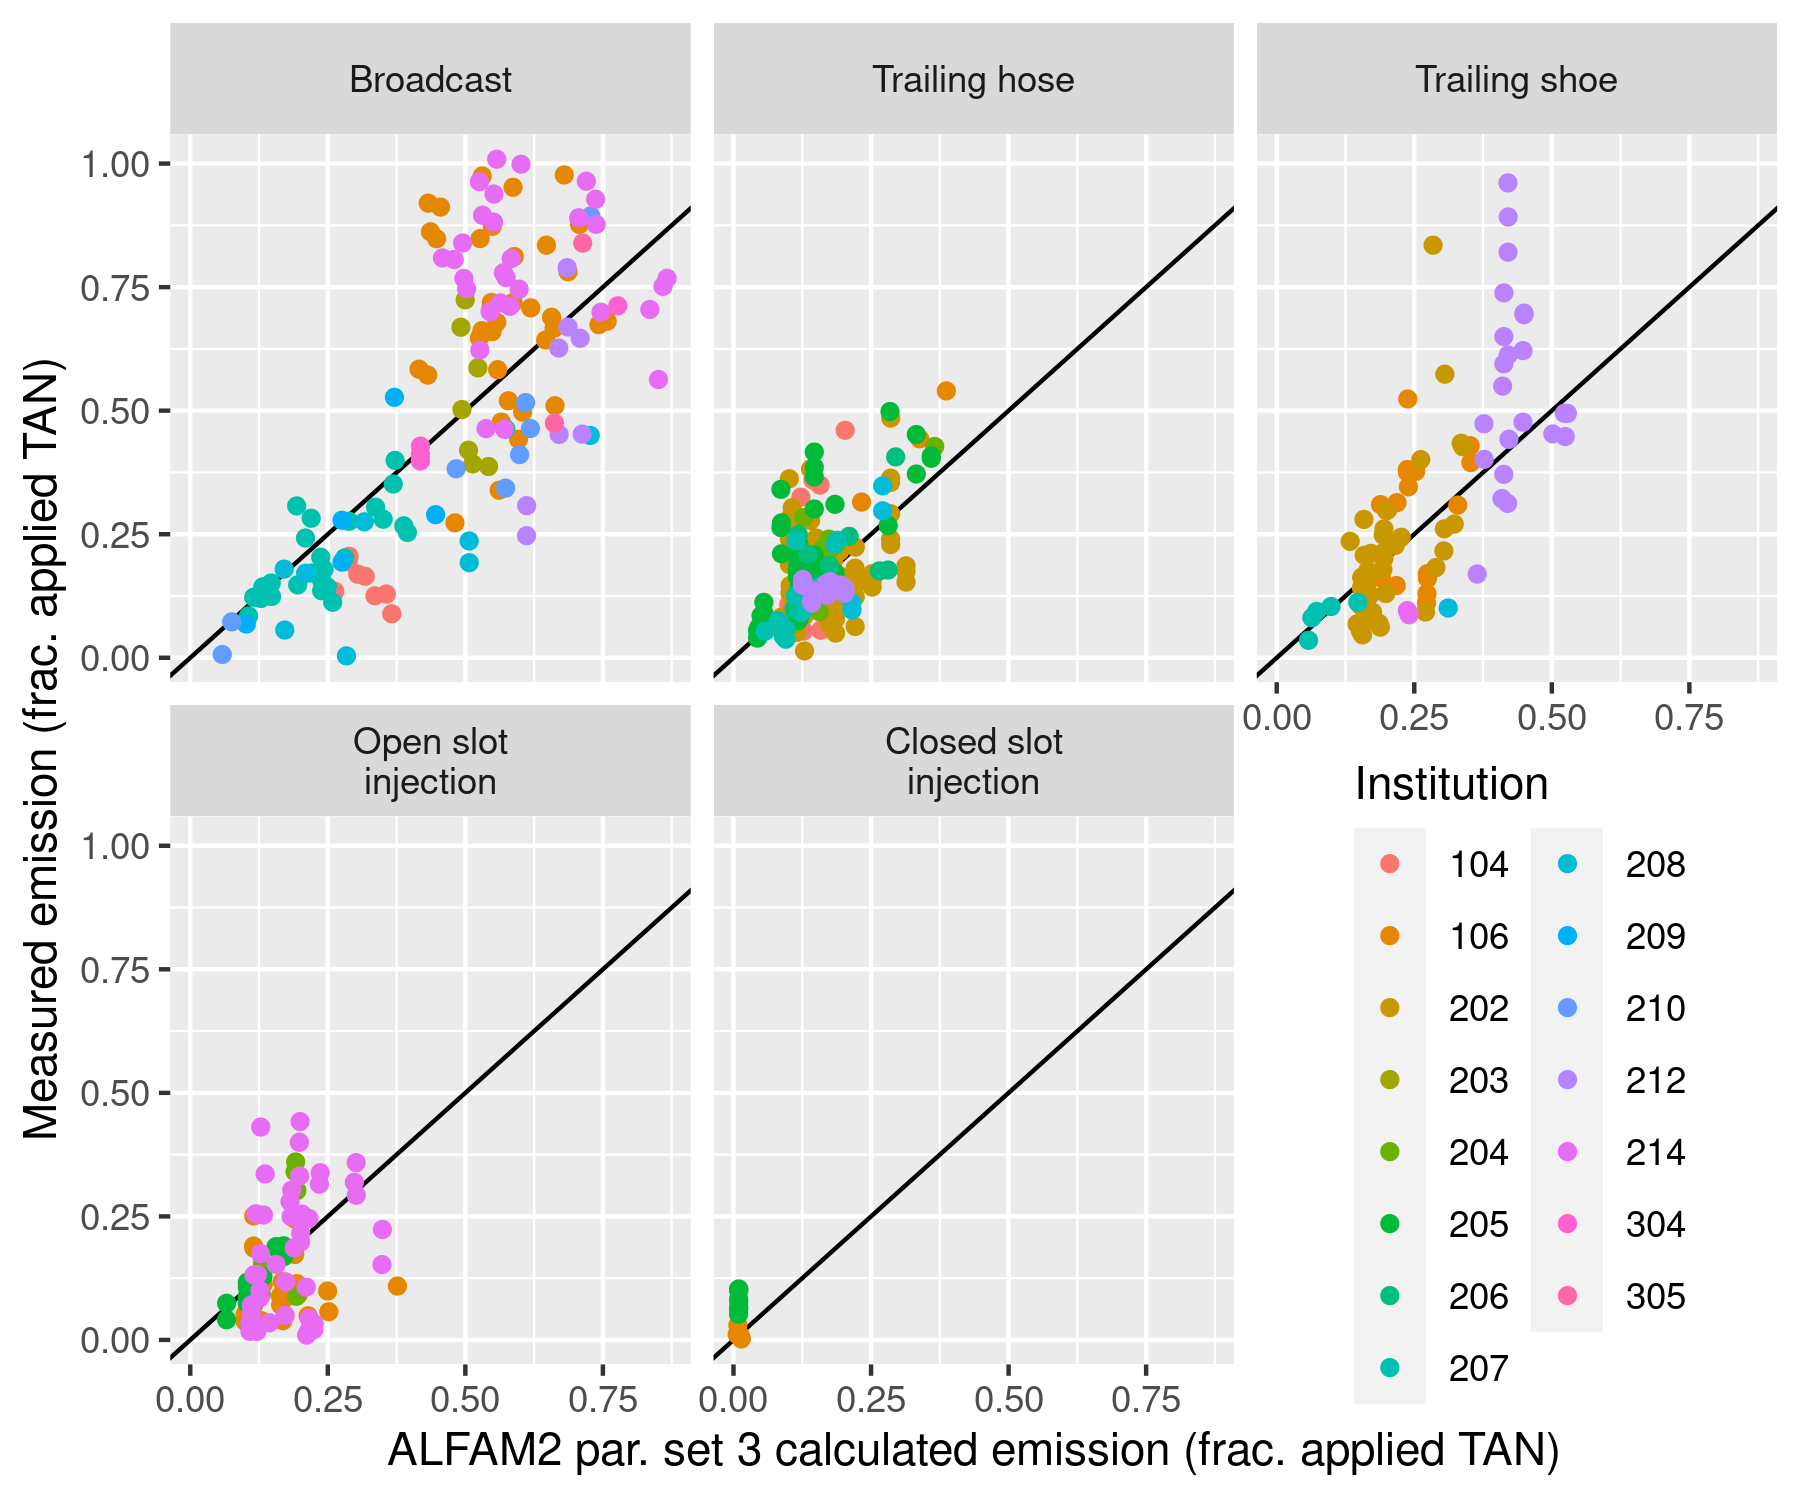 Broadcast
Trailing hose
Trailing shoe
1.00
0.75
0.50
0.25
0.00
0.00 0.25 0.50 0.75
Open slot
injection
Closed slot
injection
1.00
0.75
0.50
0.25
0.00
0.00 0.25 0.50 0.75
0.00 0.25 0.50 0.75
Measured emission (frac. applied TAN)
ALFAM2 par. set 3 calculated emission (frac. applied TAN)
Institution
104
106
202
203
204
205
206
207
208
209
210
212
214
304
305